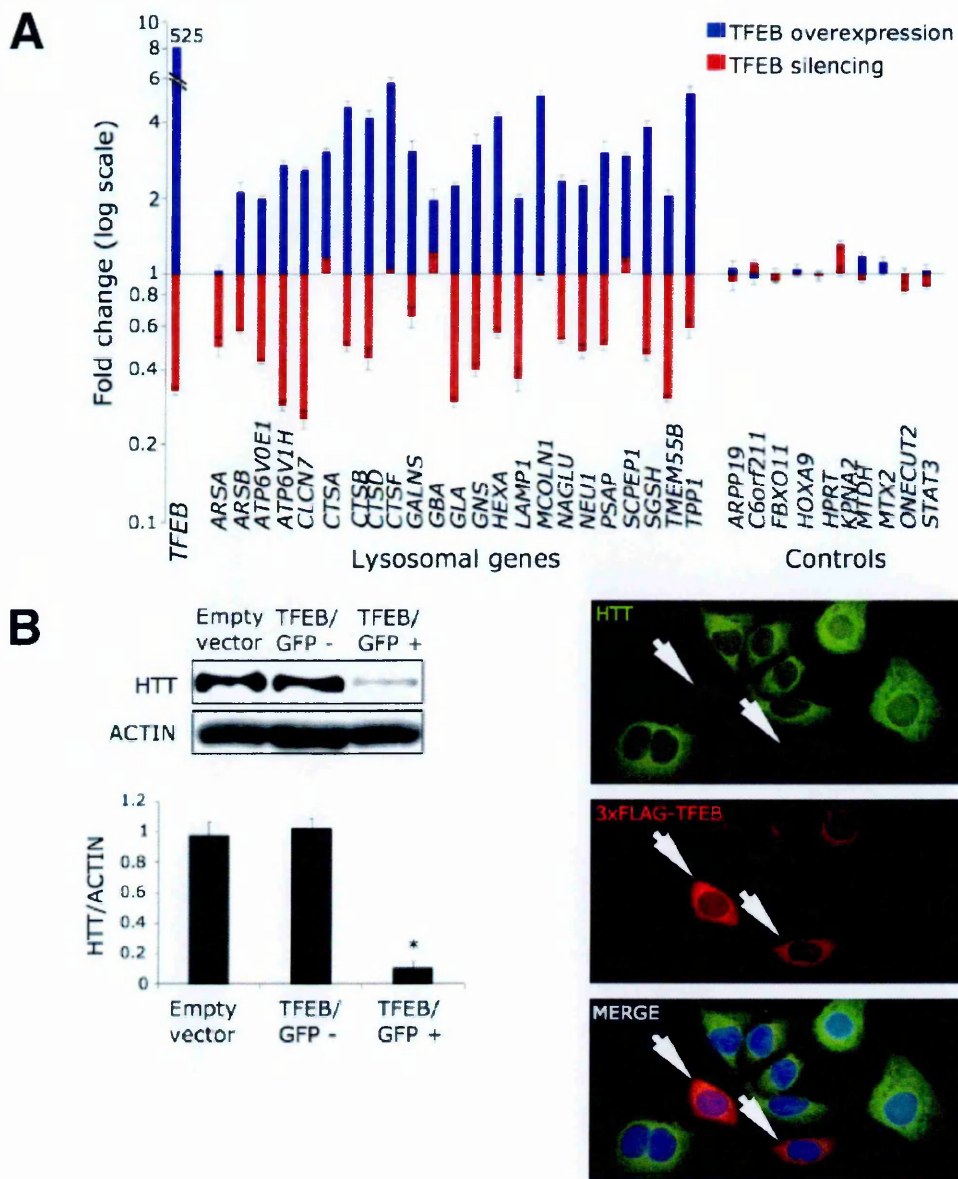 A
10
525
8
6
4
2
1
0.8
0.6
0.4
0.2
0.1
Fold change (log scale)
TFEB overexpression
TFEB silencing
TFEB
ARSA
ARSB
ATP6V0E1
ATP6V1H
CLCN7
CTSA
CTSB
CTSD
CTSF
GALNS
GBA
GLA
GNS
HEXA
LAMP1
MCOLN1
NAGLU
NEU1
PSAP
SCPEP1
SGSH
TMEM55B
TPP1
ARPP19
C6orf211
FBXO11
HOXA9
HPRT
KPNA2
MTDH
MTX2
ONECUT2
STAT3
Lysosomal genes
Controls
B
Empty vector
TFEB/ GFP -
TFEB/ GFP +
HTT
ACTIN
1.2
1
0.8
0.6
0.4
0.2
0
HTT/ACTIN
*
Empty vector
TFEB/ GFP -
TFEB/ GFP +
HTT
3xFLAG-TFEB
MERGE